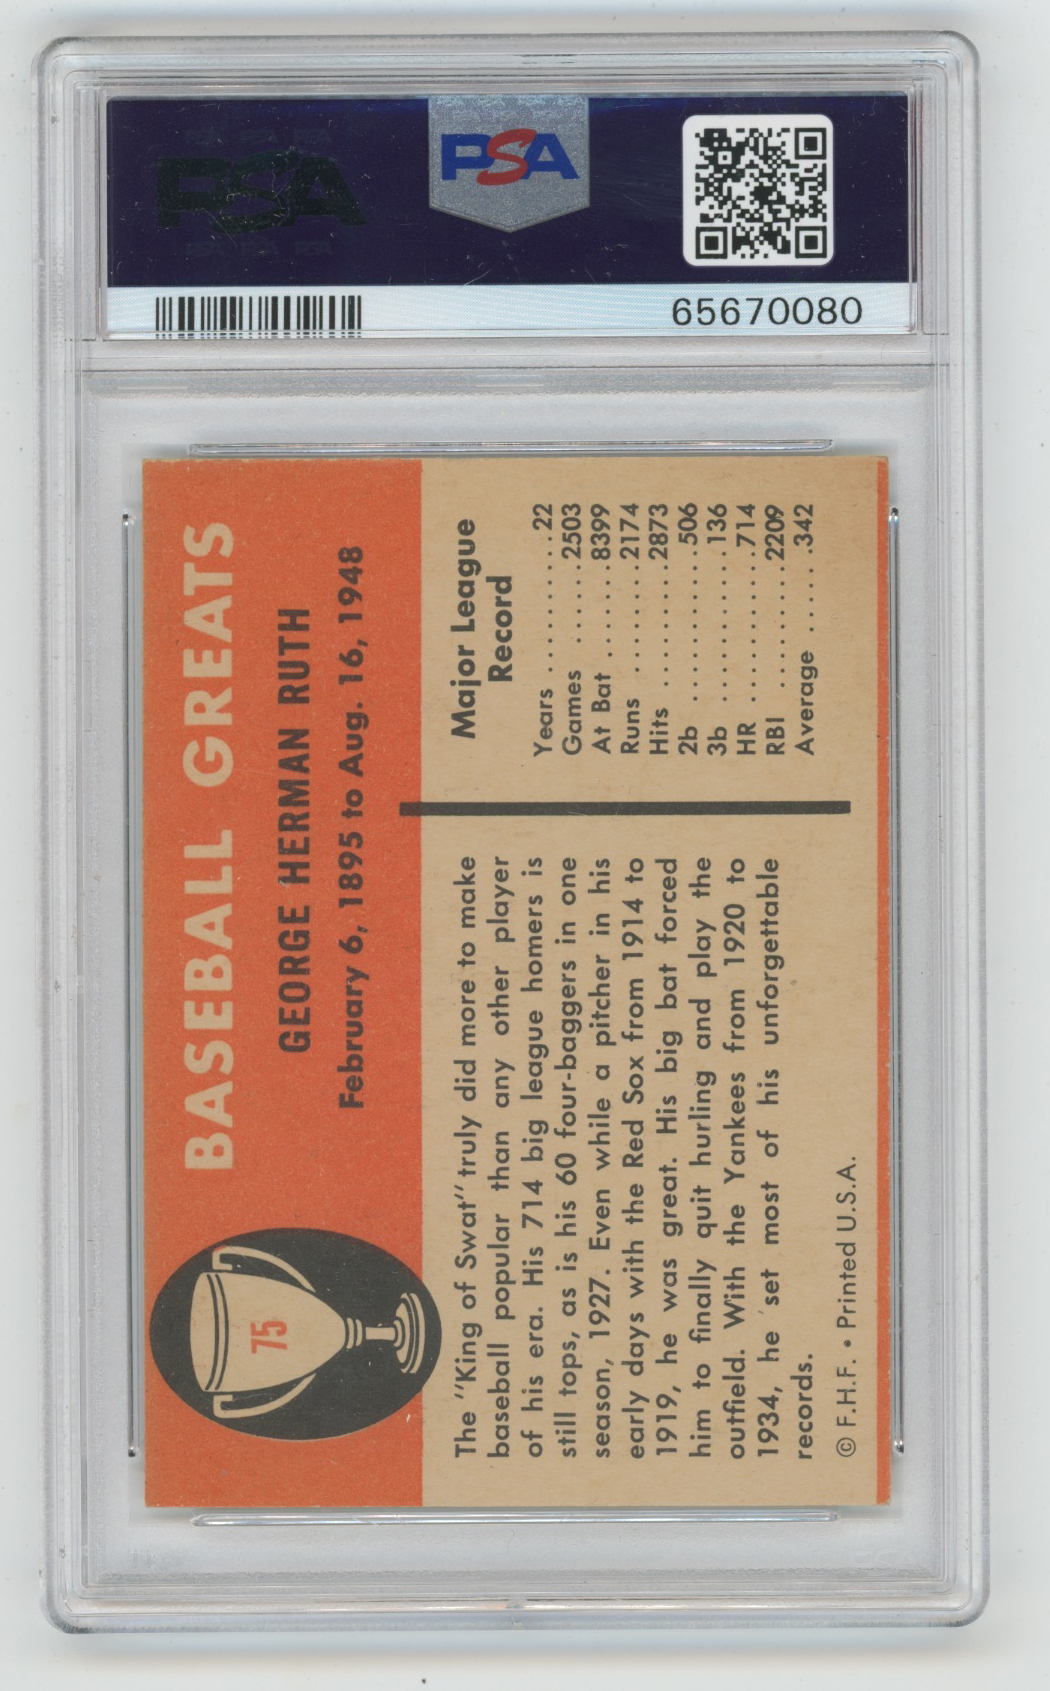 PSA
PSA
PSA PSA PSA
PSA PSA PSA
65670080
BASEBALL GREATS
GEORGE HERMAN RUTH
February 6, 1895 to Aug. 16, 1948
75
The "King of Swat" truly did more to make
baseball popular than any other player
of his era. His 714 big league homers is
still tops, as is his 60 four-baggers in one
season, 1927. Even while a pitcher in his
early days with the Red Sox from 1914 to
1919, he was great. His big bat forced
him to finally quit hurling and play the
outfield. With the Yankees from 1920 to
1934, he set most of his unforgettable
records.
© F.H.F. • Printed U.S.A.
Major League
Record
Years . . . . . . . . . . 22
Games . . . . . . 2503
At Bat . . . . . . . 8399
Runs . . . . . . . . 2174
Hits . . . . . . . . . 2873
2b . . . . . . . . . . . 506
3b . . . . . . . . . . . 136
HR . . . . . . . . . . 714
RBI . . . . . . . . . 2209
Average . . . . . . .342